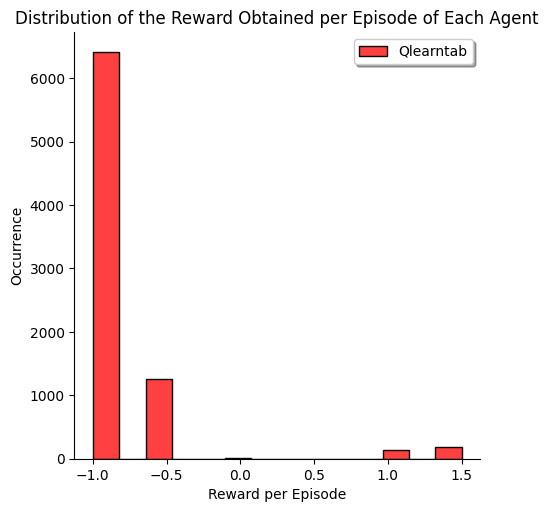 Distribution of the Reward Obtained per Episode of Each Agent
Qlearntab
6000
5000
4000
3000
2000
1000
0
Occurrence
−1.0 −0.5 0.0 0.5 1.0 1.5
Reward per Episode